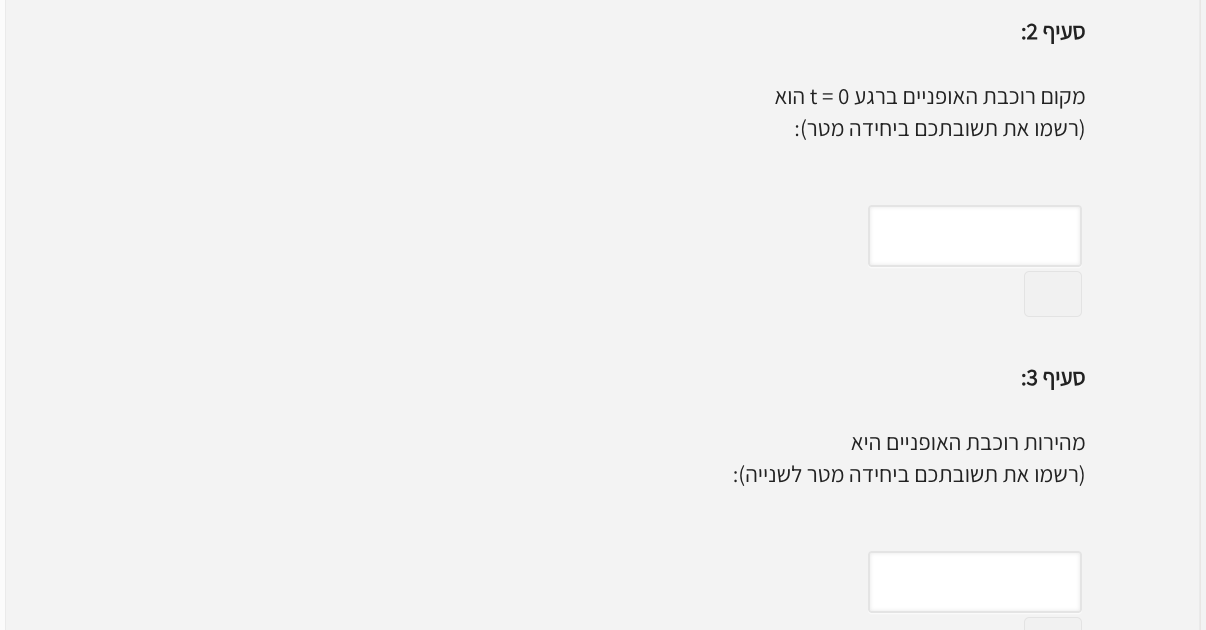 סעיף 2:
מקום רוכבת האופניים ברגע t = 0 הוא
(רשמו את תשובתכם ביחידה מטר):
סעיף 3:
מהירות רוכבת האופניים היא
(רשמו את תשובתכם ביחידה מטר לשנייה):